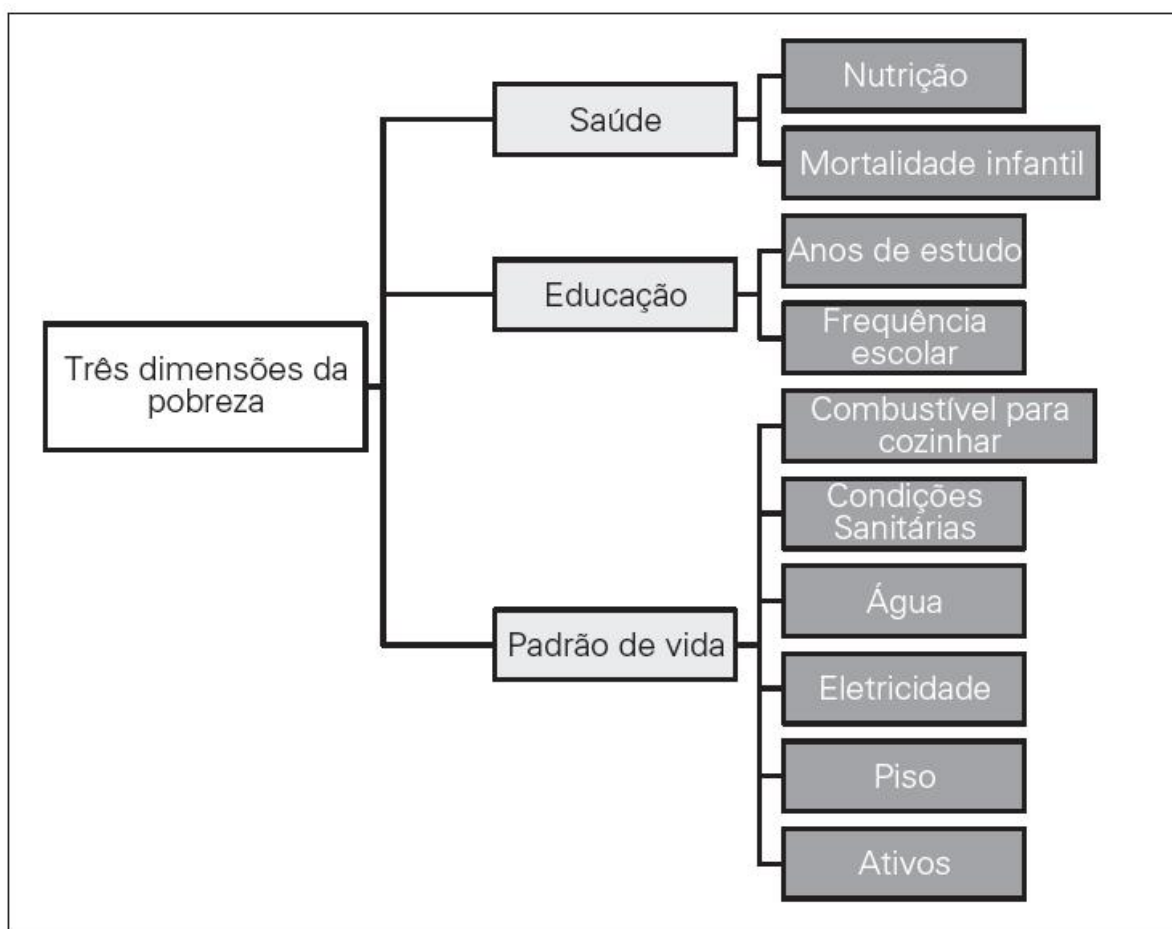 Três dimensões da
pobreza
Saúde
Nutrição
Mortalidade infantil
Educação
Anos de estudo
Frequência
escolar
Padrão de vida
Combustível para
cozinhar
Condições
Sanitárias
Água
Eletricidade
Piso
Ativos